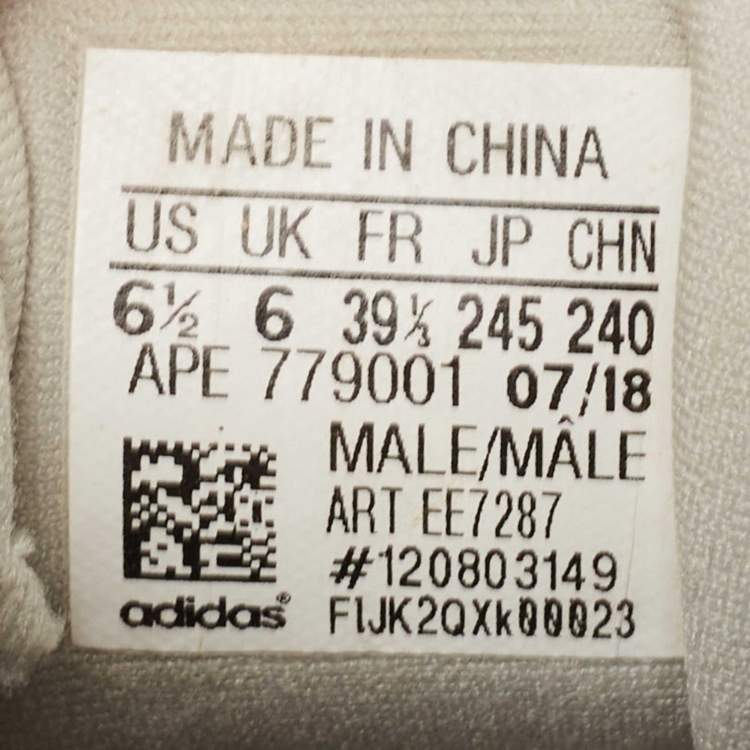 MADE IN CHINA
US UK FR JP CHN
6½ 6 39⅓ 245 240
APE 779001 07/18
MALE/MÂLE
ART EE7287
#120803149
adidas® FlJK2QXk00023